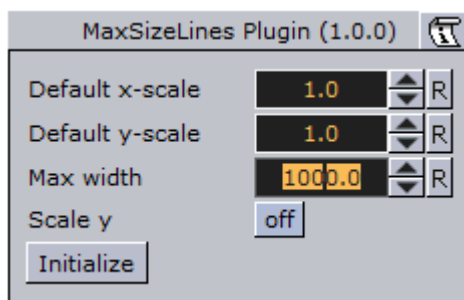 MaxSizeLines Plugin (1.0.0)
Default x-scale 1.0 R
Default y-scale 1.0 R
Max width 1000.0 R
Scale y off
Initialize